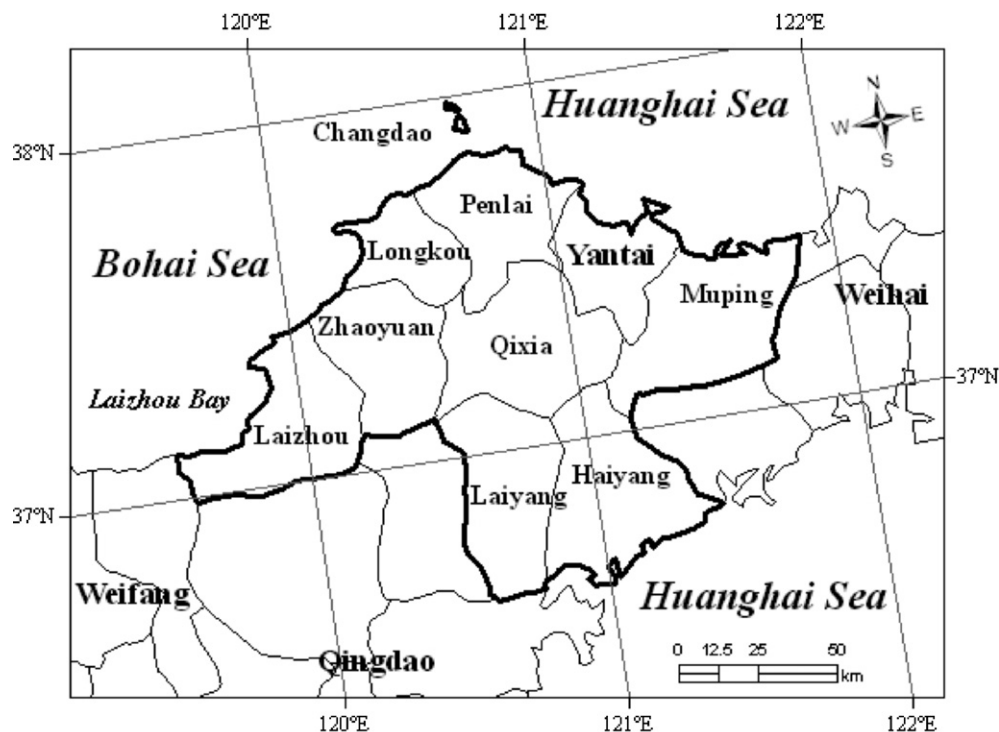 120°E 121°E 122°E
Huanghai Sea
N
W E
S
Changdao
38°N
Penlai
Longkou Yantai
Bohai Sea
Muping Weihai
Zhaoyuan
Qixia
37°N
Laizhou Bay
Laizhou
Haiyang
Laiyang
37°N
Weifang
Huanghai Sea
Qingdao
0 12.5 25 50
km
120°E 121°E 122°E